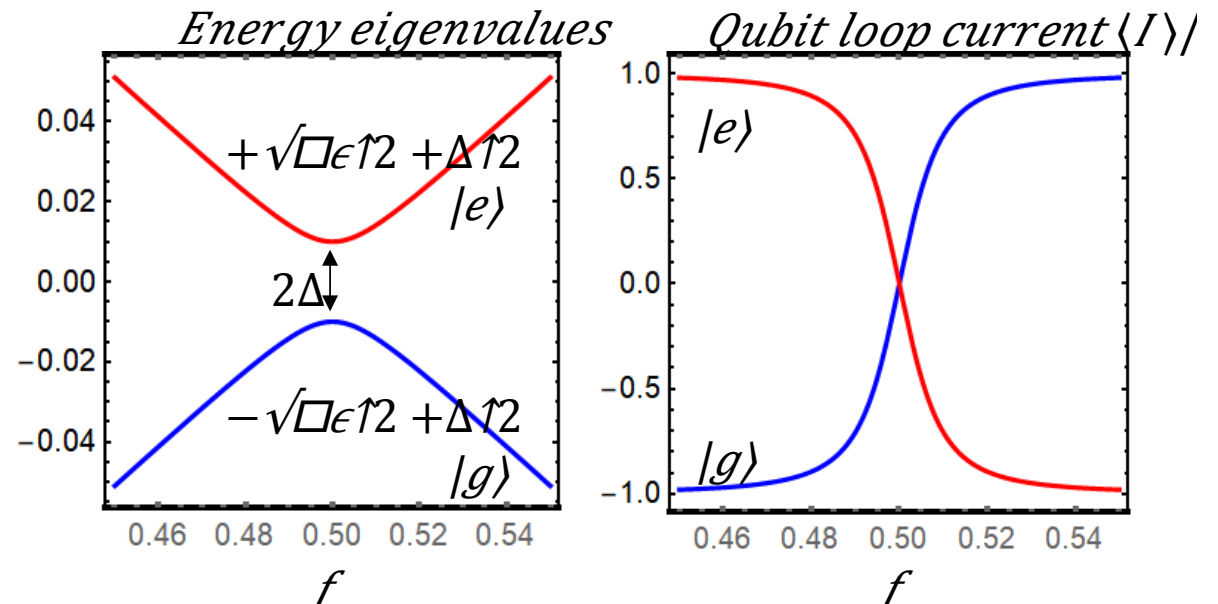 Energy eigenvalues
0.04
0.02
0.00
−0.02
−0.04
+√□ϵ↑2 +Δ↑2
|e⟩
2Δ
−√□ϵ↑2 +Δ↑2
|g⟩
0.46 0.48 0.50 0.52 0.54
f
Qubit loop current ⟨I⟩/
1.0
0.5
0.0
−0.5
−1.0
|e⟩
|g⟩
0.46 0.48 0.50 0.52 0.54
f